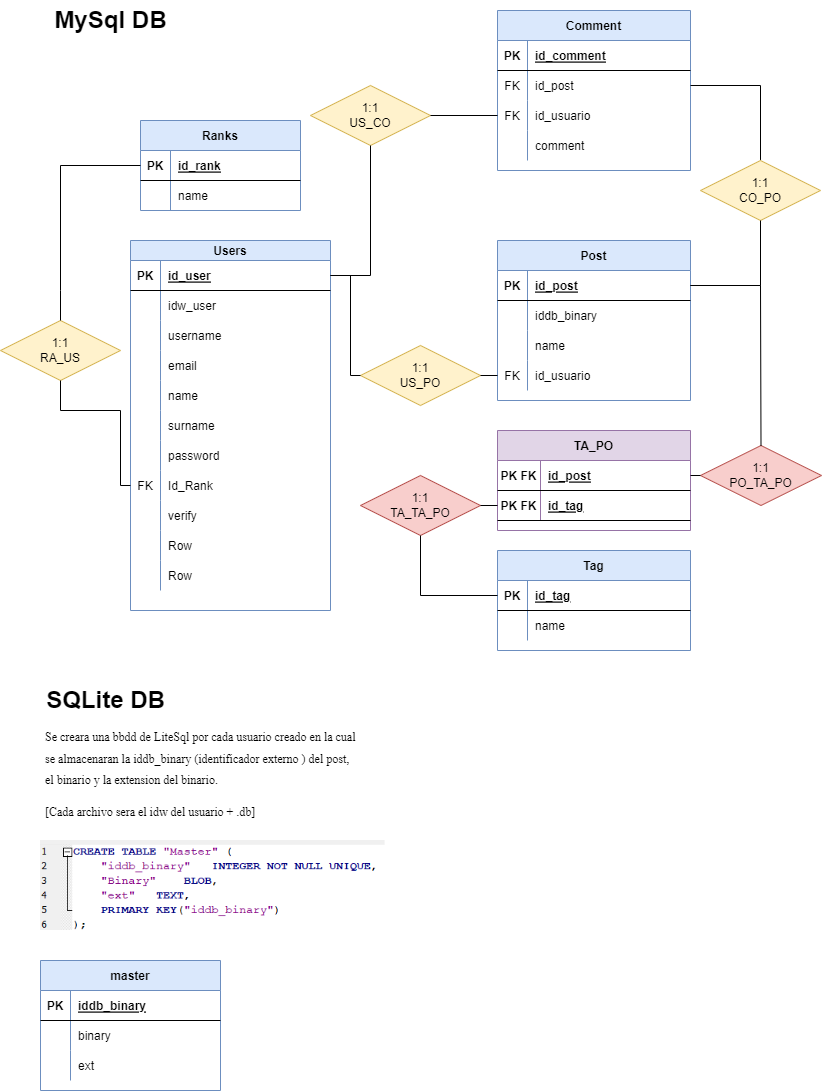 MySql DB
Comment
PK id_comment
FK id_post
FK id_usuario
comment
1:1
US_CO
Ranks
PK id_rank
name
1:1
CO_PO
Users
PK id_user
idw_user
username
email
name
surname
password
FK Id_Rank
verify
Row
Row
1:1
RA_US
Post
PK id_post
iddb_binary
name
FK id_usuario
1:1
US_PO
TA_PO
PK FK id_post
PK FK id_tag
1:1
PO_TA_PO
1:1
TA_TA_PO
Tag
PK id_tag
name
SQLite DB
Se creara una bbdd de LiteSql por cada usuario creado en la cual
se almacenaran la iddb_binary (identificador externo ) del post,
el binario y la extension del binario.
[Cada archivo sera el idw del usuario + .db]
1 CREATE TABLE "Master" (
2 "iddb_binary" INTEGER NOT NULL UNIQUE,
3 "Binary" BLOB,
4 "ext" TEXT,
5 PRIMARY KEY("iddb_binary")
6 );
master
PK iddb_binary
binary
ext